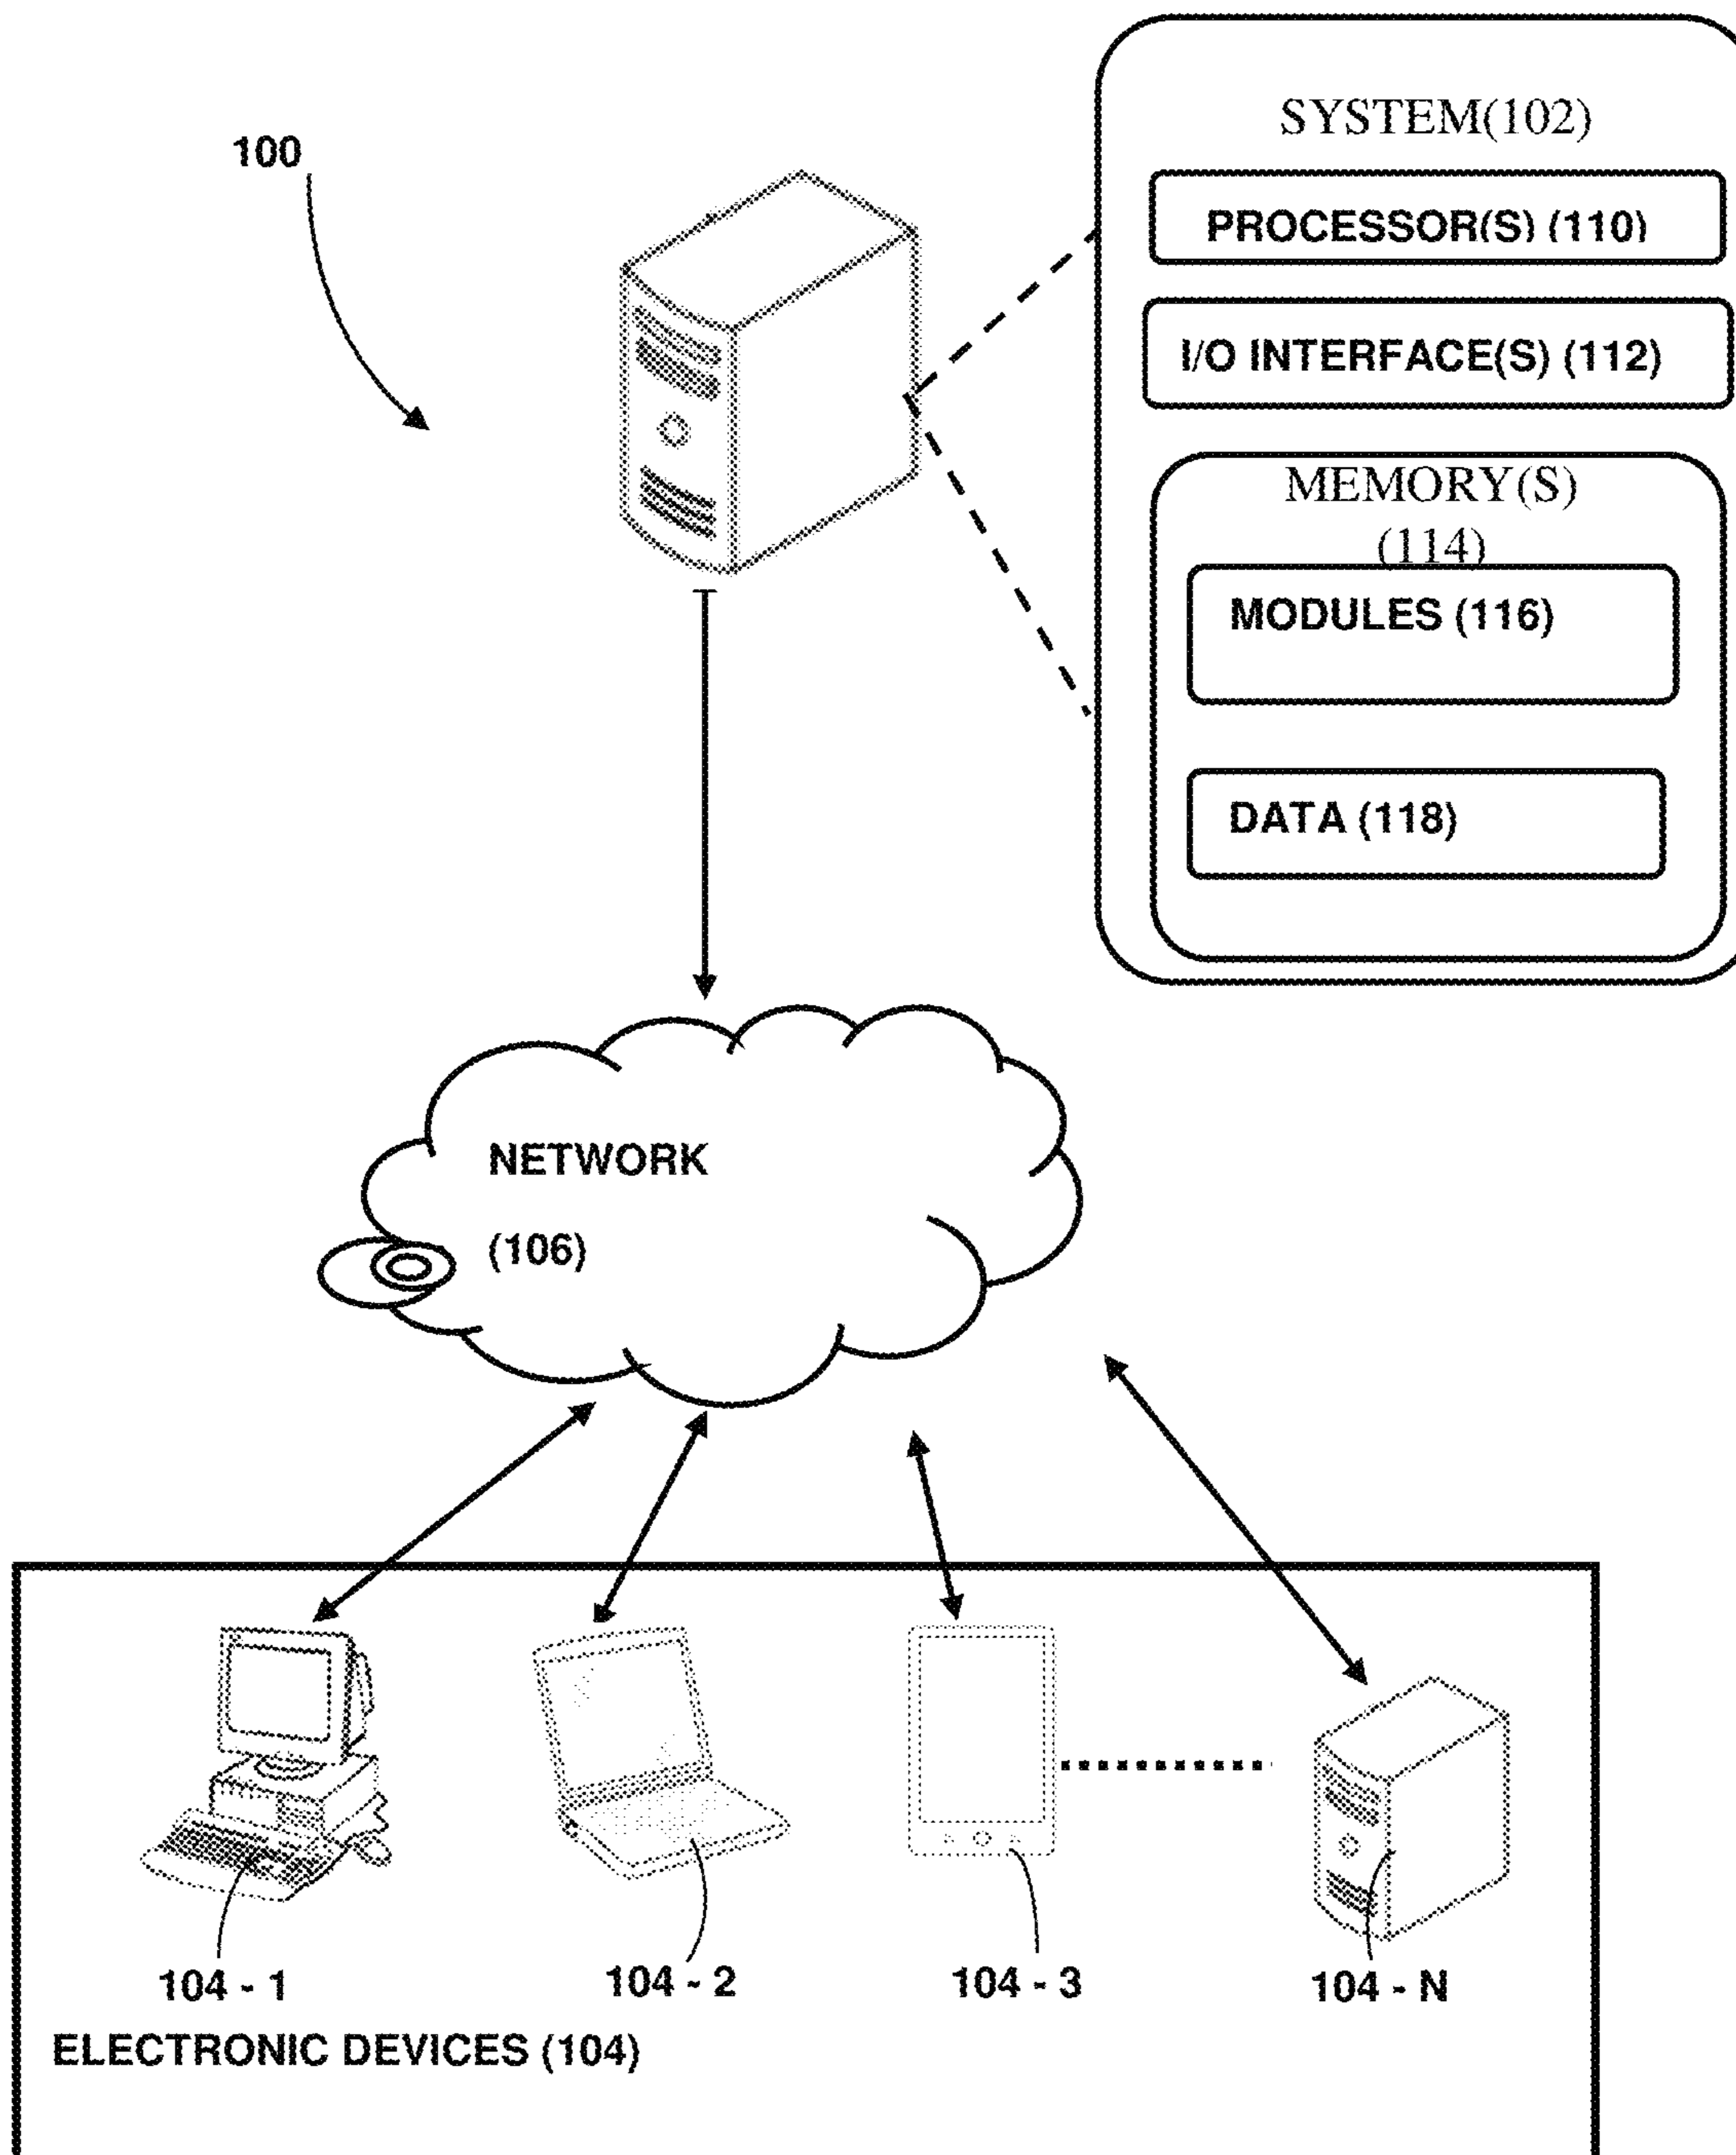 100
SYSTEM(102)
PROCESSOR(S) (110)
I/O INTERFACE(S) (112)
MEMORY(S)
(114)
MODULES (116)
DATA (118)
NETWORK
(106)
104 - 1
104 - 2
104 - 3
104 - N
ELECTRONIC DEVICES (104)